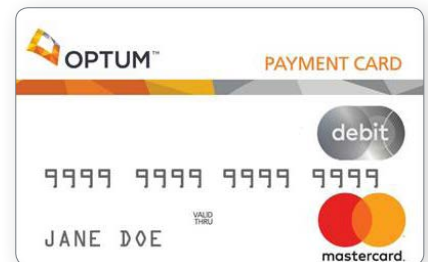 OPTUM™
PAYMENT CARD
debit
9999 9999 9999 9999
VALID
THRU
JANE DOE
mastercard.